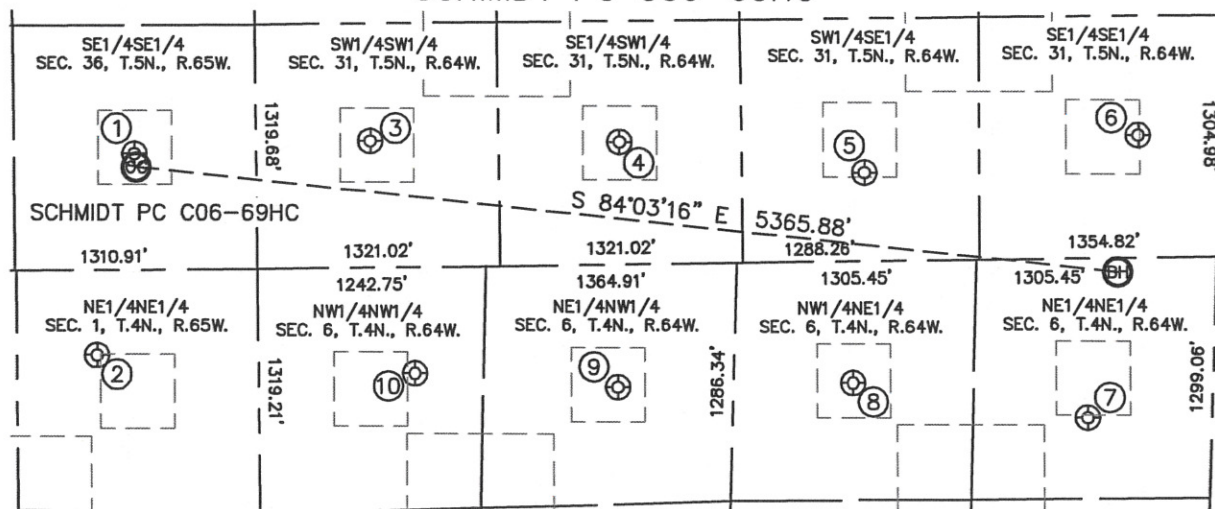 SE1/4SE1/4
SEC. 36, T.5N., R.65W.
SW1/4SW1/4
SEC. 31, T.5N., R.64W.
SE1/4SW1/4
SEC. 31, T.5N., R.64W.
SW1/4SE1/4
SEC. 31, T.5N., R.64W.
SE1/4SE1/4
SEC. 31, T.5N., R.64W.
1
1319.68'
3
4
5
6
1304.98'
SCHMIDT PC C06-69HC
S 84°03'16" E 5365.88'
1310.91'
1321.02'
1321.02'
1288.26'
1354.82'
1242.75'
1364.91'
1305.45'
1305.45'
BH
NE1/4NE1/4
SEC. 1, T.4N., R.65W.
NW1/4NW1/4
SEC. 6, T.4N., R.64W.
NE1/4NW1/4
SEC. 6, T.4N., R.64W.
NW1/4NE1/4
SEC. 6, T.4N., R.64W.
NE1/4NE1/4
SEC. 6, T.4N., R.64W.
2
1319.21'
10
9
1286.34'
8
7
1299.06'